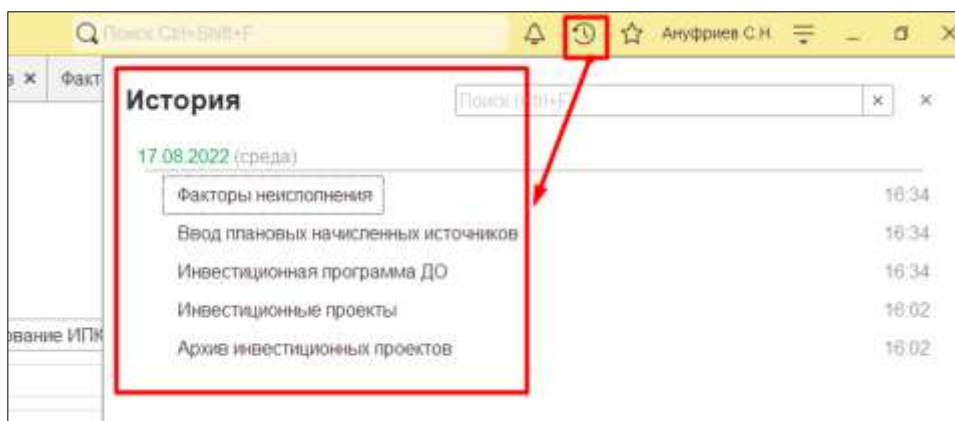 Поиск Ctrl+Shift+F
Ануфриев С.Н.
Факт
История
Поиск (Ctrl+F)
17.08.2022 (среда)
Факторы неисполнения 16:34
Ввод плановых начисленных источников 16:34
Инвестиционная программа ДО 16:34
Инвестиционные проекты 16:02
ование ИПК
Архив инвестиционных проектов 16:02